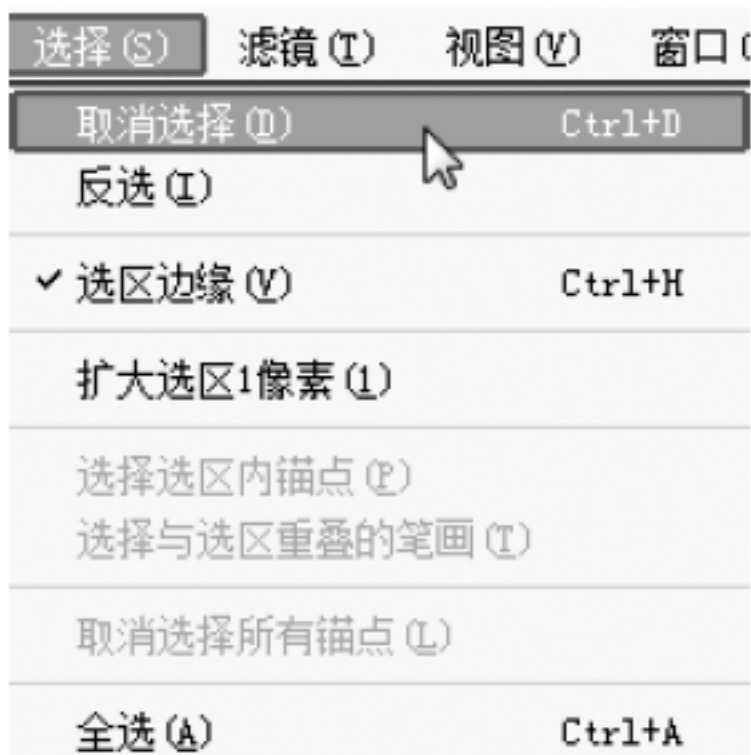 选择(S) 滤镜(T) 视图(V) 窗口(
取消选择(D) Ctrl+D
反选(I)
✓ 选区边缘(V) Ctrl+H
扩大选区1像素(1)
选择选区内锚点(P)
选择与选区重叠的笔画(T)
取消选择所有锚点(L)
全选(A) Ctrl+A